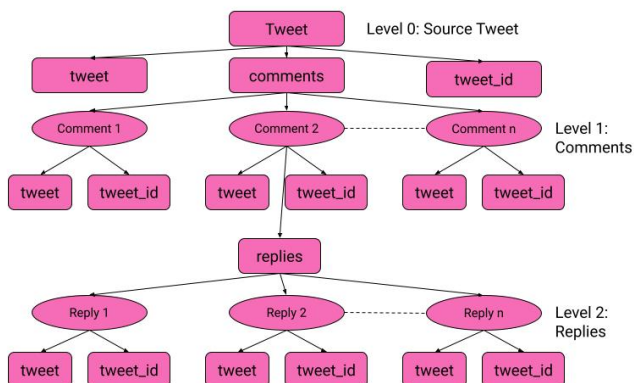 Tweet
Level 0: Source Tweet
tweet
comments
tweet_id
Comment 1
Comment 2
Comment n
Level 1:
Comments
tweet
tweet_id
tweet
tweet_id
tweet
tweet_id
replies
Reply 1
Reply 2
Reply n
Level 2:
Replies
tweet
tweet_id
tweet
tweet_id
tweet
tweet_id